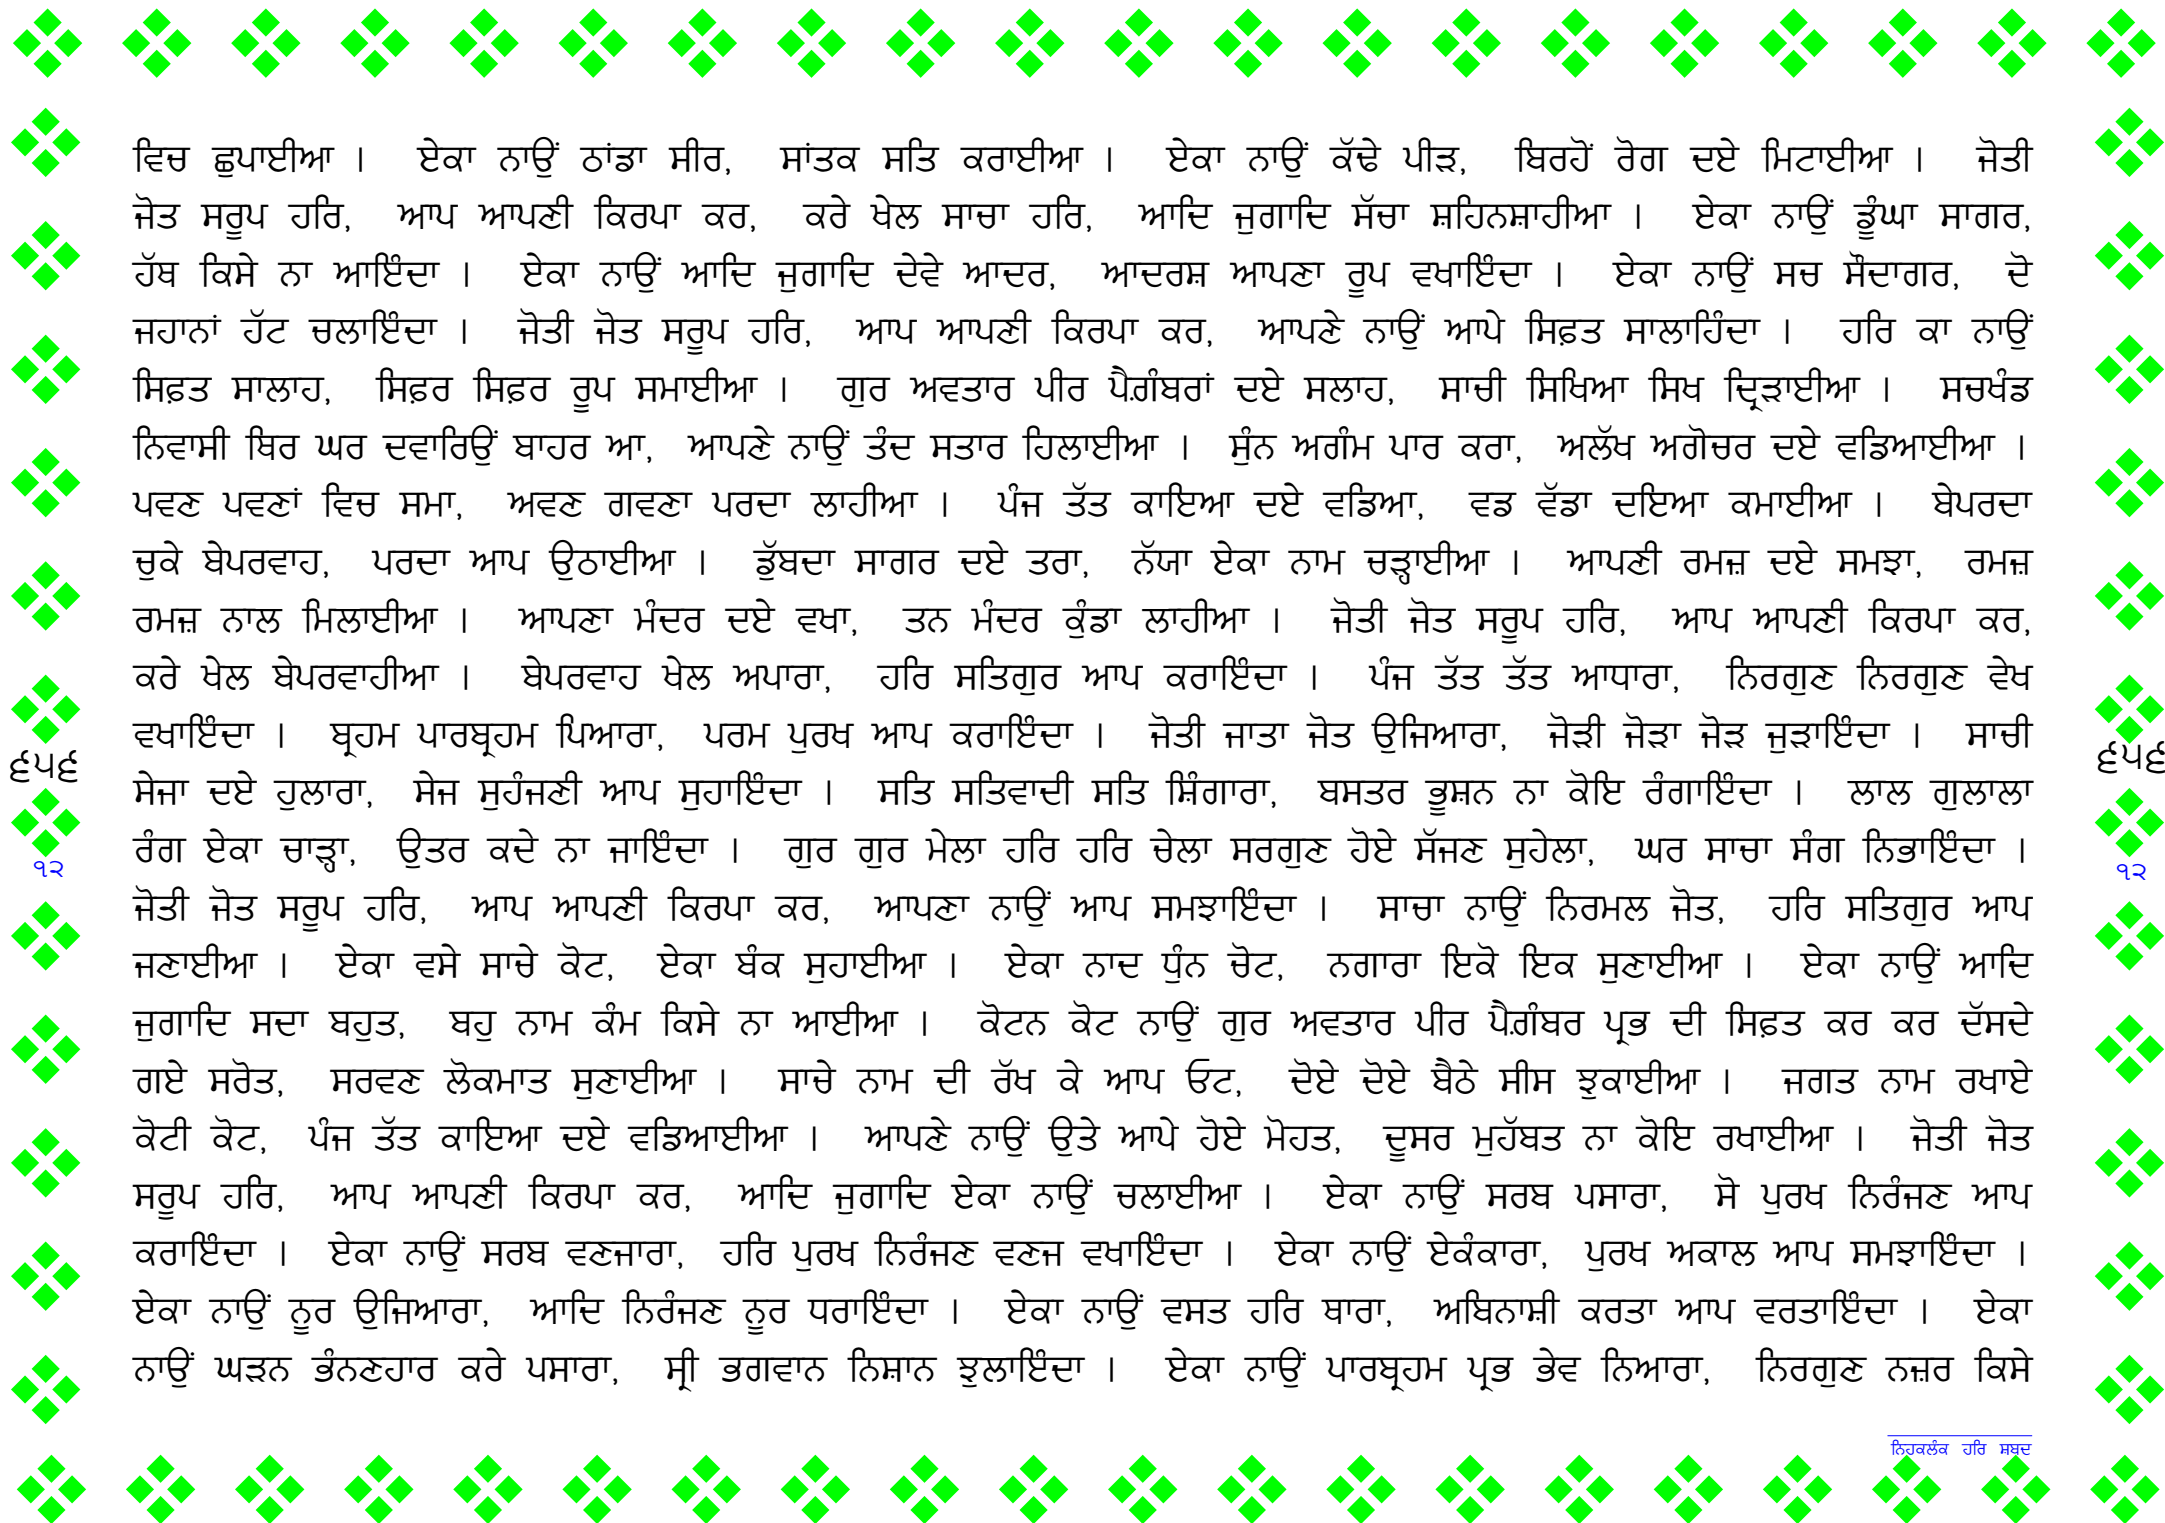 ਵਿਚ ਛੁਪਾਈਆ । ਏਕਾ ਨਾਉਂ ਠਾਂਡਾ ਸੀਰ, ਸਾਂਤਕ ਸਤਿ ਕਰਾਈਆ । ਏਕਾ ਨਾਉਂ ਕੱਢੇ ਪੀੜ, ਬਿਰਹੋਂ ਰੋਗ ਦਏ ਮਿਟਾਈਆ । ਜੋਤੀ
ਜੋਤ ਸਰੂਪ ਹਰਿ, ਆਪ ਆਪਣੀ ਕਿਰਪਾ ਕਰ, ਕਰੇ ਖੇਲ ਸਾਚਾ ਹਰਿ, ਆਦਿ ਜੁਗਾਦਿ ਸੱਚਾ ਸ਼ਹਿਨਸ਼ਾਹੀਆ । ਏਕਾ ਨਾਉਂ ਡੂੰਘਾ ਸਾਗਰ,
ਹੱਥ ਕਿਸੇ ਨਾ ਆਇੰਦਾ । ਏਕਾ ਨਾਉਂ ਆਦਿ ਜੁਗਾਦਿ ਦੇਵੇ ਆਦਰ, ਆਦਰਸ਼ ਆਪਣਾ ਰੂਪ ਵਖਾਇੰਦਾ । ਏਕਾ ਨਾਉਂ ਸਚ ਸੌਦਾਗਰ, ਦੋ
ਜਹਾਨਾਂ ਹੱਟ ਚਲਾਇੰਦਾ । ਜੋਤੀ ਜੋਤ ਸਰੂਪ ਹਰਿ, ਆਪ ਆਪਣੀ ਕਿਰਪਾ ਕਰ, ਆਪਣੇ ਨਾਉਂ ਆਪੇ ਸਿਫ਼ਤ ਸਾਲਾਹਿੰਦਾ । ਹਰਿ ਕਾ ਨਾਉਂ
ਸਿਫ਼ਤ ਸਾਲਾਹ, ਸਿਫ਼ਰ ਸਿਫ਼ਰ ਰੂਪ ਸਮਾਈਆ । ਗੁਰ ਅਵਤਾਰ ਪੀਰ ਪੈਗ਼ੰਬਰਾਂ ਦਏ ਸਲਾਹ, ਸਾਚੀ ਸਿਖਿਆ ਸਿਖ ਦ੍ਰਿੜਾਈਆ । ਸਚਖੰਡ
ਨਿਵਾਸੀ ਥਿਰ ਘਰ ਦਵਾਰਿਉਂ ਬਾਹਰ ਆ, ਆਪਣੇ ਨਾਉਂ ਤੰਦ ਸਤਾਰ ਹਿਲਾਈਆ । ਸੁੰਨ ਅਗੰਮ ਪਾਰ ਕਰਾ, ਅਲੱਖ ਅਗੋਚਰ ਦਏ ਵਡਿਆਈਆ ।
ਪਵਣ ਪਵਣਾਂ ਵਿਚ ਸਮਾ, ਅਵਣ ਗਵਣਾ ਪਰਦਾ ਲਾਹੀਆ । ਪੰਜ ਤੱਤ ਕਾਇਆ ਦਏ ਵਡਿਆ, ਵਡ ਵੱਡਾ ਦਇਆ ਕਮਾਈਆ । ਬੇਪਰਦਾ
ਚੁਕੇ ਬੇਪਰਵਾਹ, ਪਰਦਾ ਆਪ ਉਠਾਈਆ । ਡੁੱਬਦਾ ਸਾਗਰ ਦਏ ਤਰਾ, ਨੱਯਾ ਏਕਾ ਨਾਮ ਚੜ੍ਹਾਈਆ । ਆਪਣੀ ਰਮਜ਼ ਦਏ ਸਮਝਾ, ਰਮਜ਼
ਰਮਜ਼ ਨਾਲ ਮਿਲਾਈਆ । ਆਪਣਾ ਮੰਦਰ ਦਏ ਵਖਾ, ਤਨ ਮੰਦਰ ਕੁੰਡਾ ਲਾਹੀਆ । ਜੋਤੀ ਜੋਤ ਸਰੂਪ ਹਰਿ, ਆਪ ਆਪਣੀ ਕਿਰਪਾ ਕਰ,
ਕਰੇ ਖੇਲ ਬੇਪਰਵਾਹੀਆ । ਬੇਪਰਵਾਹ ਖੇਲ ਅਪਾਰਾ, ਹਰਿ ਸਤਿਗੁਰ ਆਪ ਕਰਾਇੰਦਾ । ਪੰਜ ਤੱਤ ਤੱਤ ਆਧਾਰਾ, ਨਿਰਗੁਣ ਨਿਰਗੁਣ ਵੇਖ
ਵਖਾਇੰਦਾ । ਬ੍ਰਹਮ ਪਾਰਬ੍ਰਹਮ ਪਿਆਰਾ, ਪਰਮ ਪੁਰਖ ਆਪ ਕਰਾਇੰਦਾ । ਜੋਤੀ ਜਾਤਾ ਜੋਤ ਉਜਿਆਰਾ, ਜੋੜੀ ਜੋੜਾ ਜੋੜ ਜੁੜਾਇੰਦਾ । ਸਾਚੀ
ਸੇਜਾ ਦਏ ਹੁਲਾਰਾ, ਸੇਜ ਸੁਹੰਜਣੀ ਆਪ ਸੁਹਾਇੰਦਾ । ਸਤਿ ਸਤਿਵਾਦੀ ਸਤਿ ਸ਼ਿੰਗਾਰਾ, ਬਸਤਰ ਭੂਸ਼ਨ ਨਾ ਕੋਇ ਰੰਗਾਇੰਦਾ । ਲਾਲ ਗੁਲਾਲਾ
ਰੰਗ ਏਕਾ ਚਾੜ੍ਹਾ, ਉਤਰ ਕਦੇ ਨਾ ਜਾਇੰਦਾ । ਗੁਰ ਗੁਰ ਮੇਲਾ ਹਰਿ ਹਰਿ ਚੇਲਾ ਸਰਗੁਣ ਹੋਏ ਸੱਜਣ ਸੁਹੇਲਾ, ਘਰ ਸਾਚਾ ਸੰਗ ਨਿਭਾਇੰਦਾ ।
ਜੋਤੀ ਜੋਤ ਸਰੂਪ ਹਰਿ, ਆਪ ਆਪਣੀ ਕਿਰਪਾ ਕਰ, ਆਪਣਾ ਨਾਉਂ ਆਪ ਸਮਝਾਇੰਦਾ । ਸਾਚਾ ਨਾਉਂ ਨਿਰਮਲ ਜੋਤ, ਹਰਿ ਸਤਿਗੁਰ ਆਪ
ਜਣਾਈਆ । ਏਕਾ ਵਸੇ ਸਾਚੇ ਕੋਟ, ਏਕਾ ਬੰਕ ਸੁਹਾਈਆ । ਏਕਾ ਨਾਦ ਧੁੰਨ ਚੋਟ, ਨਗਾਰਾ ਇਕੋ ਇਕ ਸੁਣਾਈਆ । ਏਕਾ ਨਾਉਂ ਆਦਿ
ਜੁਗਾਦਿ ਸਦਾ ਬਹੁਤ, ਬਹੁ ਨਾਮ ਕੰਮ ਕਿਸੇ ਨਾ ਆਈਆ । ਕੋਟਨ ਕੋਟ ਨਾਉਂ ਗੁਰ ਅਵਤਾਰ ਪੀਰ ਪੈਗ਼ੰਬਰ ਪ੍ਰਭ ਦੀ ਸਿਫ਼ਤ ਕਰ ਕਰ ਦੱਸਦੇ
ਗਏ ਸਰੋਤ, ਸਰਵਣ ਲੋਕਮਾਤ ਸੁਣਾਈਆ । ਸਾਚੇ ਨਾਮ ਦੀ ਰੱਖ ਕੇ ਆਪ ਓਟ, ਦੋਏ ਦੋਏ ਬੈਠੇ ਸੀਸ ਝੁਕਾਈਆ । ਜਗਤ ਨਾਮ ਰਖਾਏ
ਕੋਟੀ ਕੋਟ, ਪੰਜ ਤੱਤ ਕਾਇਆ ਦਏ ਵਡਿਆਈਆ । ਆਪਣੇ ਨਾਉਂ ਉਤੇ ਆਪੇ ਹੋਏ ਮੋਹਤ, ਦੂਸਰ ਮੁਹੱਬਤ ਨਾ ਕੋਇ ਰਖਾਈਆ । ਜੋਤੀ ਜੋਤ
ਸਰੂਪ ਹਰਿ, ਆਪ ਆਪਣੀ ਕਿਰਪਾ ਕਰ, ਆਦਿ ਜੁਗਾਦਿ ਏਕਾ ਨਾਉਂ ਚਲਾਈਆ । ਏਕਾ ਨਾਉਂ ਸਰਬ ਪਸਾਰਾ, ਸੋ ਪੁਰਖ ਨਿਰੰਜਣ ਆਪ
ਕਰਾਇੰਦਾ । ਏਕਾ ਨਾਉਂ ਸਰਬ ਵਣਜਾਰਾ, ਹਰਿ ਪੁਰਖ ਨਿਰੰਜਣ ਵਣਜ ਵਖਾਇੰਦਾ । ਏਕਾ ਨਾਉਂ ਏਕੰਕਾਰਾ, ਪੁਰਖ ਅਕਾਲ ਆਪ ਸਮਝਾਇੰਦਾ ।
ਏਕਾ ਨਾਉਂ ਨੂਰ ਉਜਿਆਰਾ, ਆਦਿ ਨਿਰੰਜਣ ਨੂਰ ਧਰਾਇੰਦਾ । ਏਕਾ ਨਾਉਂ ਵਸਤ ਹਰਿ ਥਾਰਾ, ਅਬਿਨਾਸ਼ੀ ਕਰਤਾ ਆਪ ਵਰਤਾਇੰਦਾ । ਏਕਾ
ਨਾਉਂ ਘੜਨ ਭੰਨਣਹਾਰ ਕਰੇ ਪਸਾਰਾ, ਸ੍ਰੀ ਭਗਵਾਨ ਨਿਸ਼ਾਨ ਝੁਲਾਇੰਦਾ । ਏਕਾ ਨਾਉਂ ਪਾਰਬ੍ਰਹਮ ਪ੍ਰਭ ਭੇਵ ਨਿਆਰਾ, ਨਿਰਗੁਣ ਨਜ਼ਰ ਕਿਸੇ
੬੫੬
੧੨
੬੫੬
੧੨
ਨਿਹਕਲੰਕ ਹਰਿ ਸ਼ਬਦ